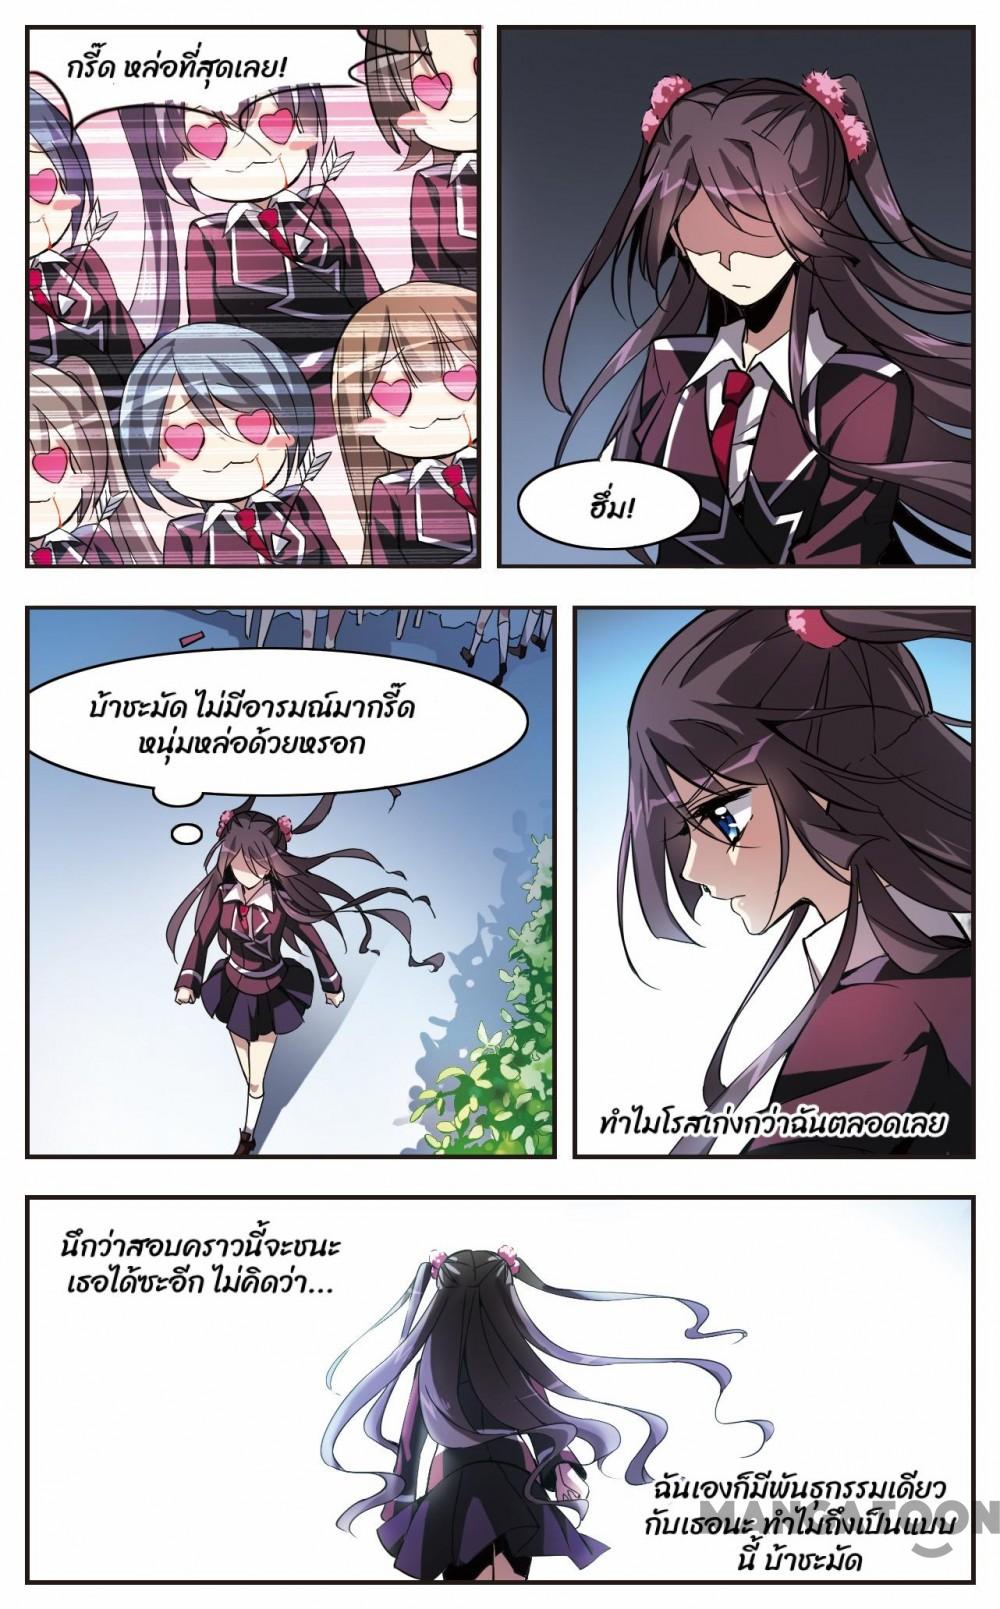 กรี๊ด หล่อที่สุดเลย!
ฮึ่ม!
บ้าชะมัด ไม่มีอารมณ์มากรี๊ด
หนุ่มหล่อด้วยหรอก
ทำไมโรสเก่งกว่าฉันตลอดเลย
นึกว่าสอบคราวนี้จะชนะ
เธอได้ซะอีก ไม่คิดว่า...
ฉันเองก็มีพันธุกรรมเดียว
กับเธอนะ ทำไมถึงเป็นแบบ
นี้ บ้าชะมัด
MANGATOON